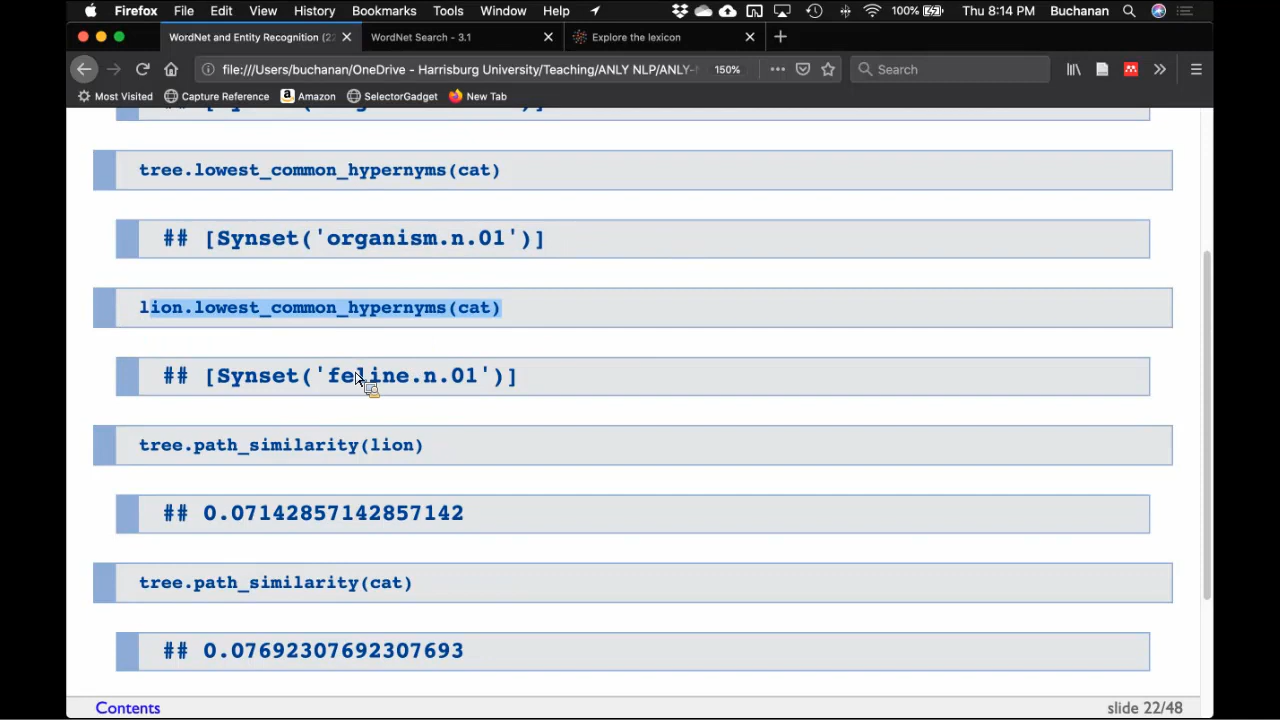 Firefox File Edit View History Bookmarks Tools Window Help 100% Thu 8:14 PM Buchanan
WordNet and Entity Recognition (22 WordNet Search - 3.1 Explore the lexicon
file:///Users/buchanan/OneDrive - Harrisburg University/Teaching/ANLY NLP/ANLY- 150% Search
Most Visited Capture Reference Amazon SelectorGadget New Tab
tree.lowest_common_hypernyms(cat)
## [Synset('organism.n.01')]
lion.lowest_common_hypernyms(cat)
## [Synset('feline.n.01')]
tree.path_similarity(lion)
## 0.07142857142857142
tree.path_similarity(cat)
## 0.07692307692307693
Contents slide 22/48